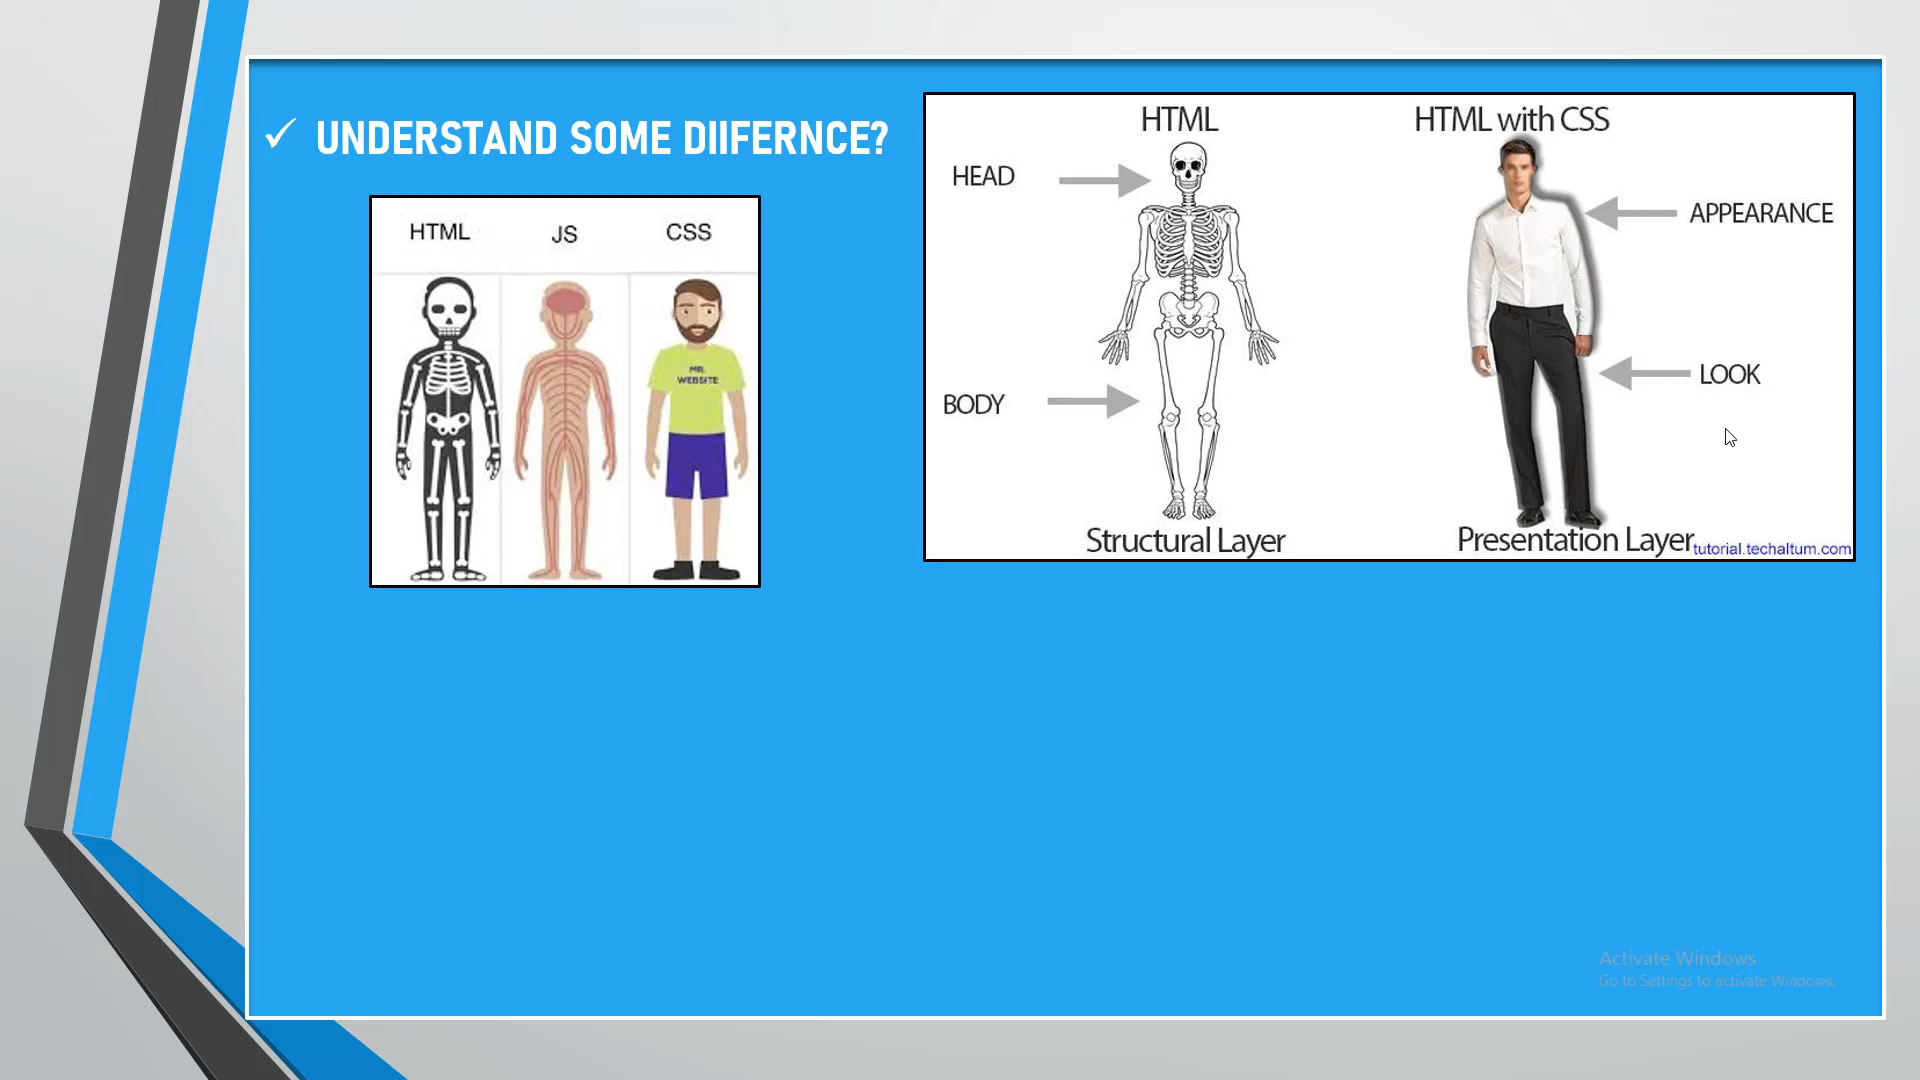 UNDERSTAND SOME DIIFERNCE?
HTML JS CSS
MR.
WEBSITE
HTML HTML with CSS
HEAD
APPEARANCE
LOOK
BODY
Structural Layer Presentation Layer
tutorial.techaltum.com
Activate Windows
Go to Settings to activate Windows.